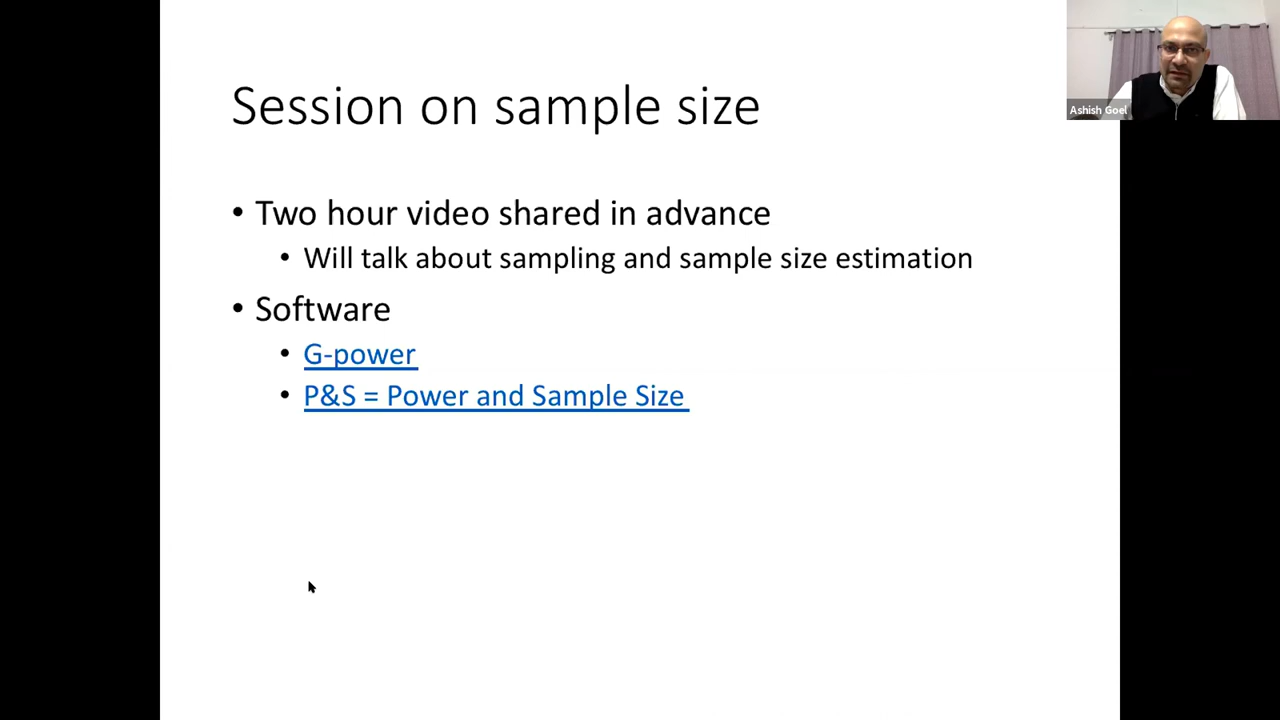 Session on sample size
Ashish Goel
• Two hour video shared in advance
• Will talk about sampling and sample size estimation
• Software
• G-power
• P&S = Power and Sample Size